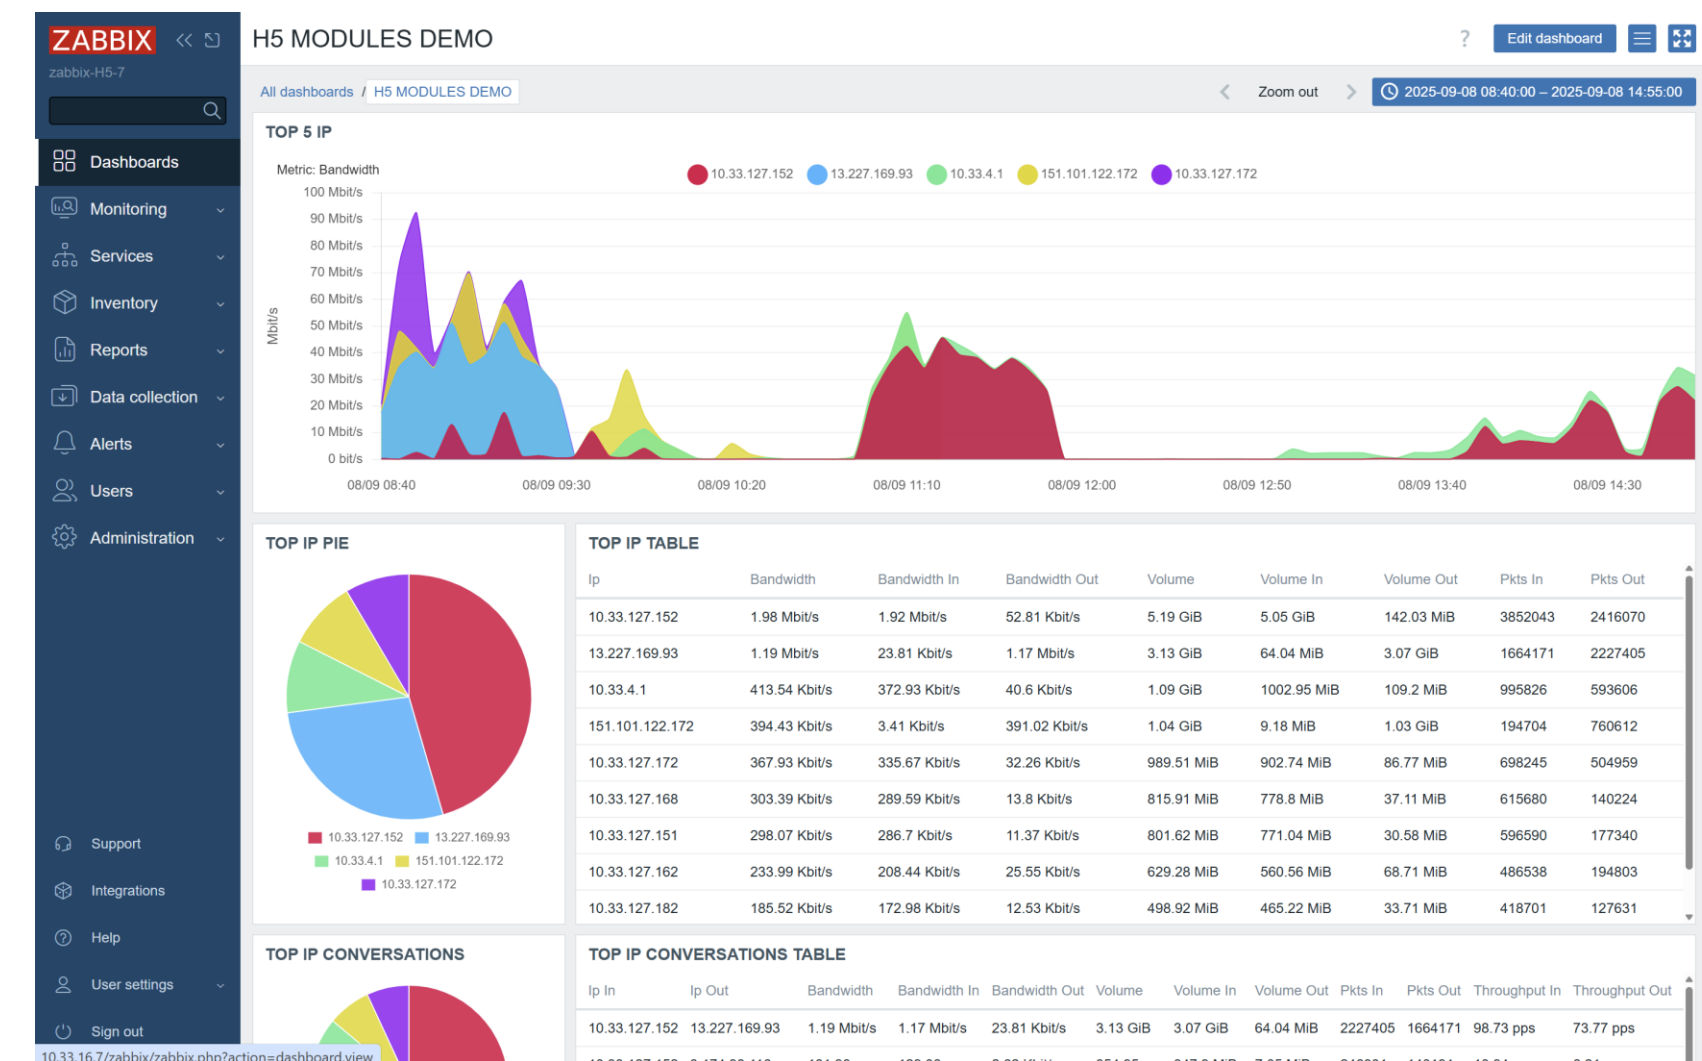 ZABBIX
zabbix-H5-7
Dashboards
Monitoring
Services
Inventory
Reports
Data collection
Alerts
Users
Administration
Support
Integrations
Help
User settings
Sign out
10.33.16.7/zabbix/zabbix.php?action=dashboard.view
H5 MODULES DEMO
? Edit dashboard
All dashboards / H5 MODULES DEMO
Zoom out 2025-09-08 08:40:00 – 2025-09-08 14:55:00
TOP 5 IP
Metric: Bandwidth
10.33.127.152 13.227.169.93 10.33.4.1 151.101.122.172 10.33.127.172
100 Mbit/s
90 Mbit/s
80 Mbit/s
70 Mbit/s
60 Mbit/s
50 Mbit/s
40 Mbit/s
30 Mbit/s
20 Mbit/s
10 Mbit/s
0 bit/s
Mbit/s
08/09 08:40 08/09 09:30 08/09 10:20 08/09 11:10 08/09 12:00 08/09 12:50 08/09 13:40 08/09 14:30
TOP IP PIE
10.33.127.152 13.227.169.93
10.33.4.1 151.101.122.172
10.33.127.172
TOP IP TABLE
Ip Bandwidth Bandwidth In Bandwidth Out Volume Volume In Volume Out Pkts In Pkts Out
10.33.127.152 1.98 Mbit/s 1.92 Mbit/s 52.81 Kbit/s 5.19 GiB 5.05 GiB 142.03 MiB 3852043 2416070
13.227.169.93 1.19 Mbit/s 23.81 Kbit/s 1.17 Mbit/s 3.13 GiB 64.04 MiB 3.07 GiB 1664171 2227405
10.33.4.1 413.54 Kbit/s 372.93 Kbit/s 40.6 Kbit/s 1.09 GiB 1002.95 MiB 109.2 MiB 995826 593606
151.101.122.172 394.43 Kbit/s 3.41 Kbit/s 391.02 Kbit/s 1.04 GiB 9.18 MiB 1.03 GiB 194704 760612
10.33.127.172 367.93 Kbit/s 335.67 Kbit/s 32.26 Kbit/s 989.51 MiB 902.74 MiB 86.77 MiB 698245 504959
10.33.127.168 303.39 Kbit/s 289.59 Kbit/s 13.8 Kbit/s 815.91 MiB 778.8 MiB 37.11 MiB 615680 140224
10.33.127.151 298.07 Kbit/s 286.7 Kbit/s 11.37 Kbit/s 801.62 MiB 771.04 MiB 30.58 MiB 596590 177340
10.33.127.162 233.99 Kbit/s 208.44 Kbit/s 25.55 Kbit/s 629.28 MiB 560.56 MiB 68.71 MiB 486538 194803
10.33.127.182 185.52 Kbit/s 172.98 Kbit/s 12.53 Kbit/s 498.92 MiB 465.22 MiB 33.71 MiB 418701 127631
TOP IP CONVERSATIONS
TOP IP CONVERSATIONS TABLE
Ip In Ip Out Bandwidth Bandwidth In Bandwidth Out Volume Volume In Volume Out Pkts In Pkts Out Throughput In Throughput Out
10.33.127.152 13.227.169.93 1.19 Mbit/s 1.17 Mbit/s 23.81 Kbit/s 3.13 GiB 3.07 GiB 64.04 MiB 2227405 1664171 98.73 pps 73.77 pps